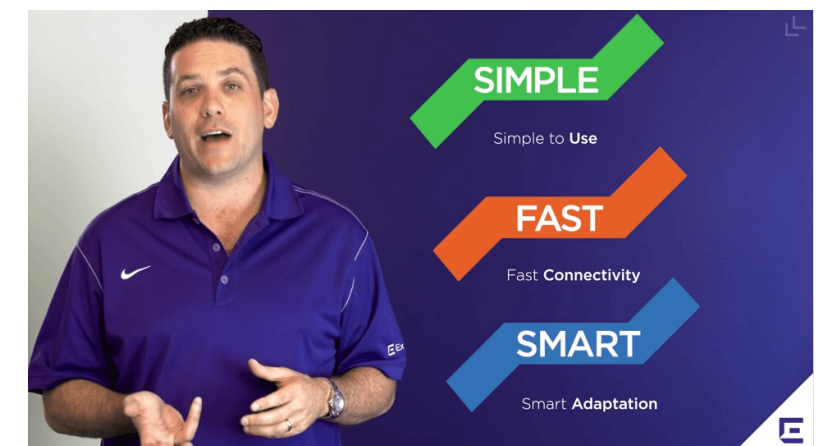 SIMPLE
Simple to Use
FAST
Fast Connectivity
SMART
Smart Adaptation